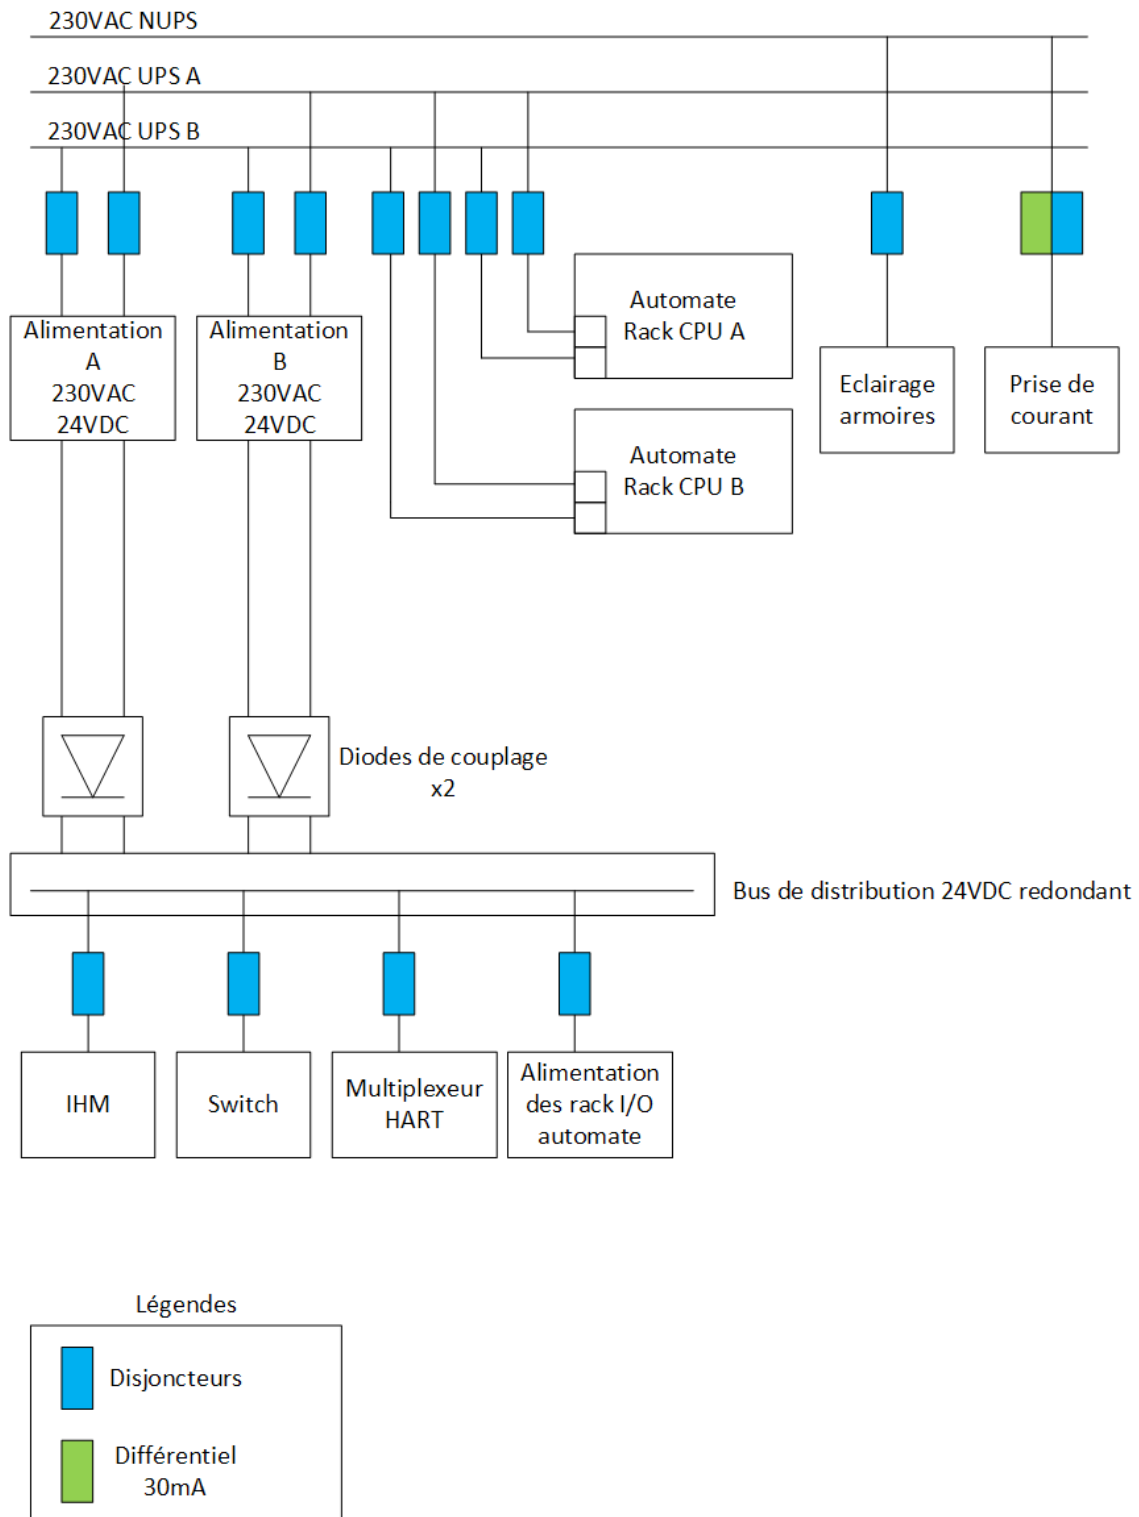 230VAC NUPS
230VAC UPS A
230VAC UPS B
Alimentation
A
230VAC
24VDC
Alimentation
B
230VAC
24VDC
Automate
Rack CPU A
Automate
Rack CPU B
Eclairage
armoires
Prise de
courant
Diodes de couplage
x2
Bus de distribution 24VDC redondant
IHM
Switch
Multiplexeur
HART
Alimentation
des rack I/O
automate
Légendes
Disjoncteurs
Différentiel
30mA